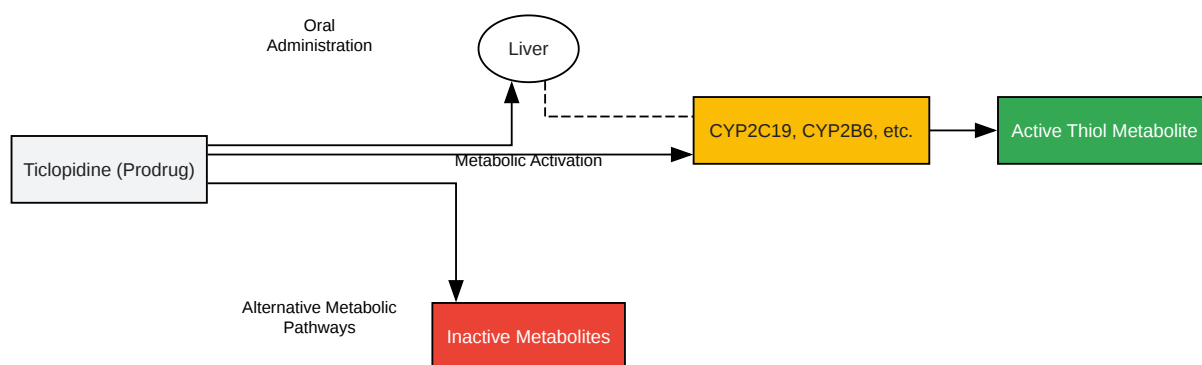 Oral
Administration
Liver
CYP2C19, CYP2B6, etc.
Active Thiol Metabolite
Ticlopidine (Prodrug)
Metabolic Activation
Alternative Metabolic
Pathways
Inactive Metabolites